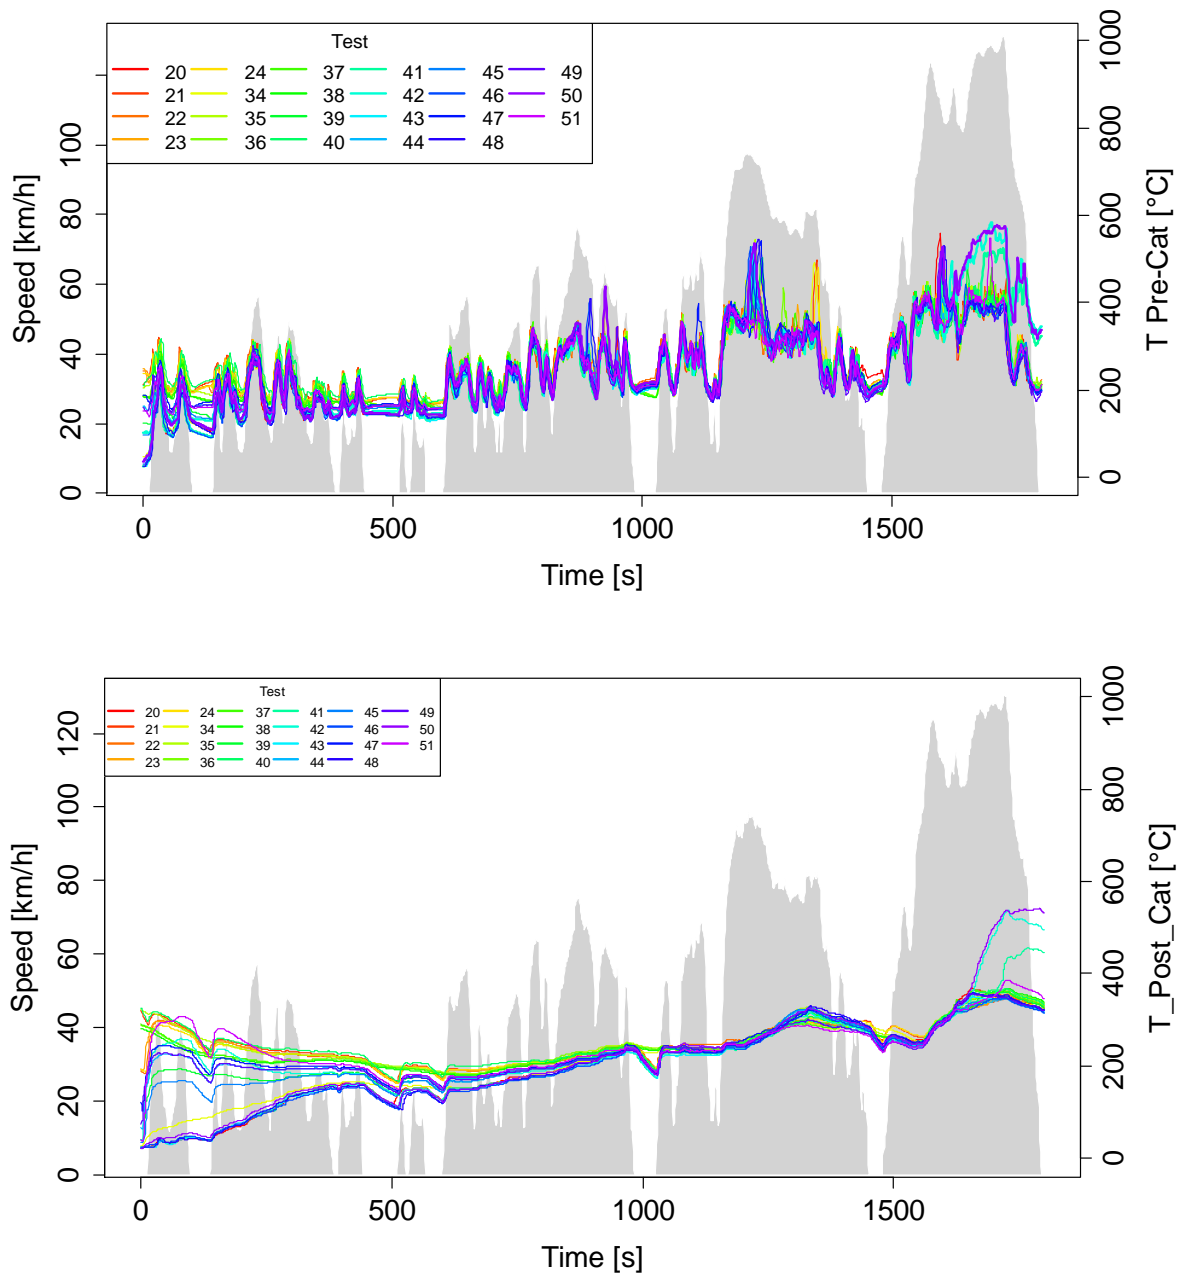 Test
20 24 37 41 45 49
21 34 38 42 46 50
22 35 39 43 47 51
23 36 40 44 48
Speed [km/h]
0 20 40 60 80 100
T Pre-Cat [°C]
0 200 400 600 800 1000
0 500 1000 1500
Time [s]
Test
20 24 37 41 45 49
21 34 38 42 46 50
22 35 39 43 47 51
23 36 40 44 48
Speed [km/h]
0 20 40 60 80 100 120
T_Post_Cat [°C]
0 200 400 600 800 1000
0 500 1000 1500
Time [s]